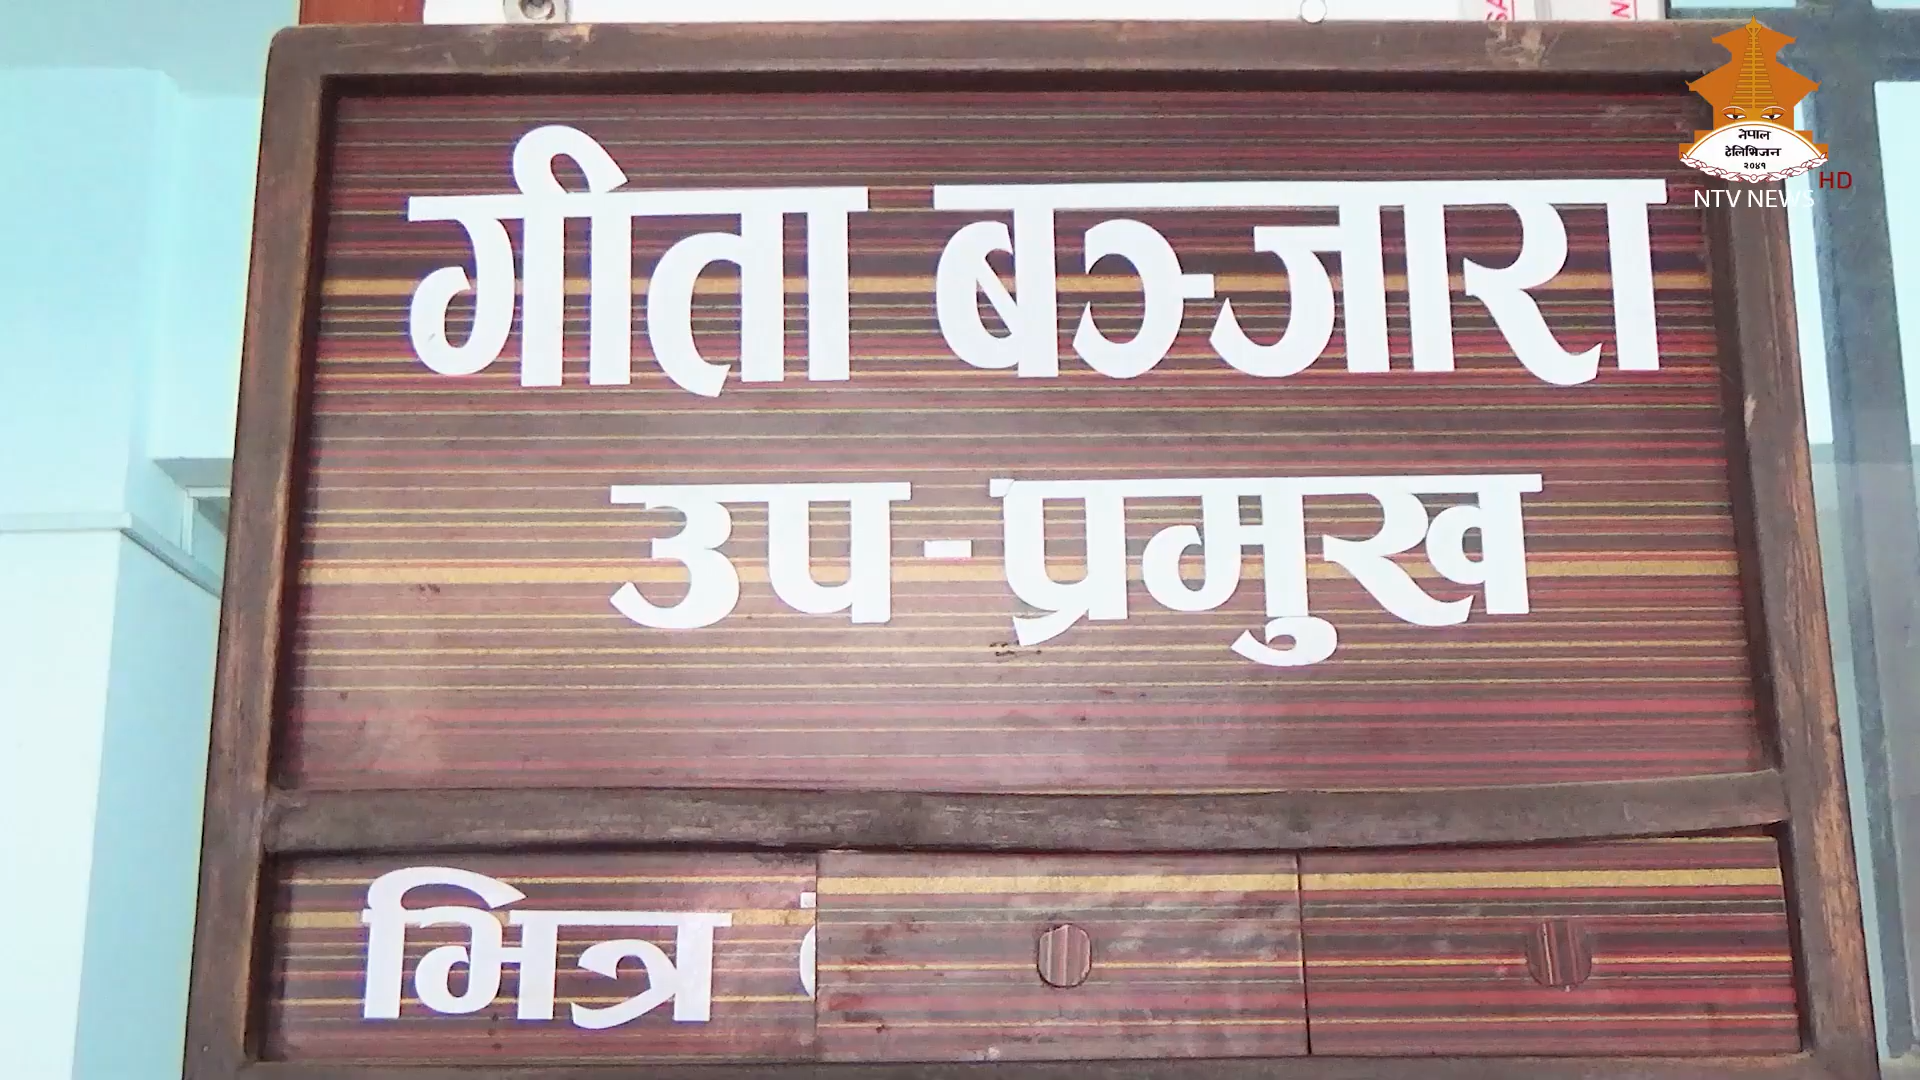 गीता बञ्जारा
उप-प्रमुख
भित्र
नेपाल
टेलिभिजन
२०४१
HD
NTV NEWS